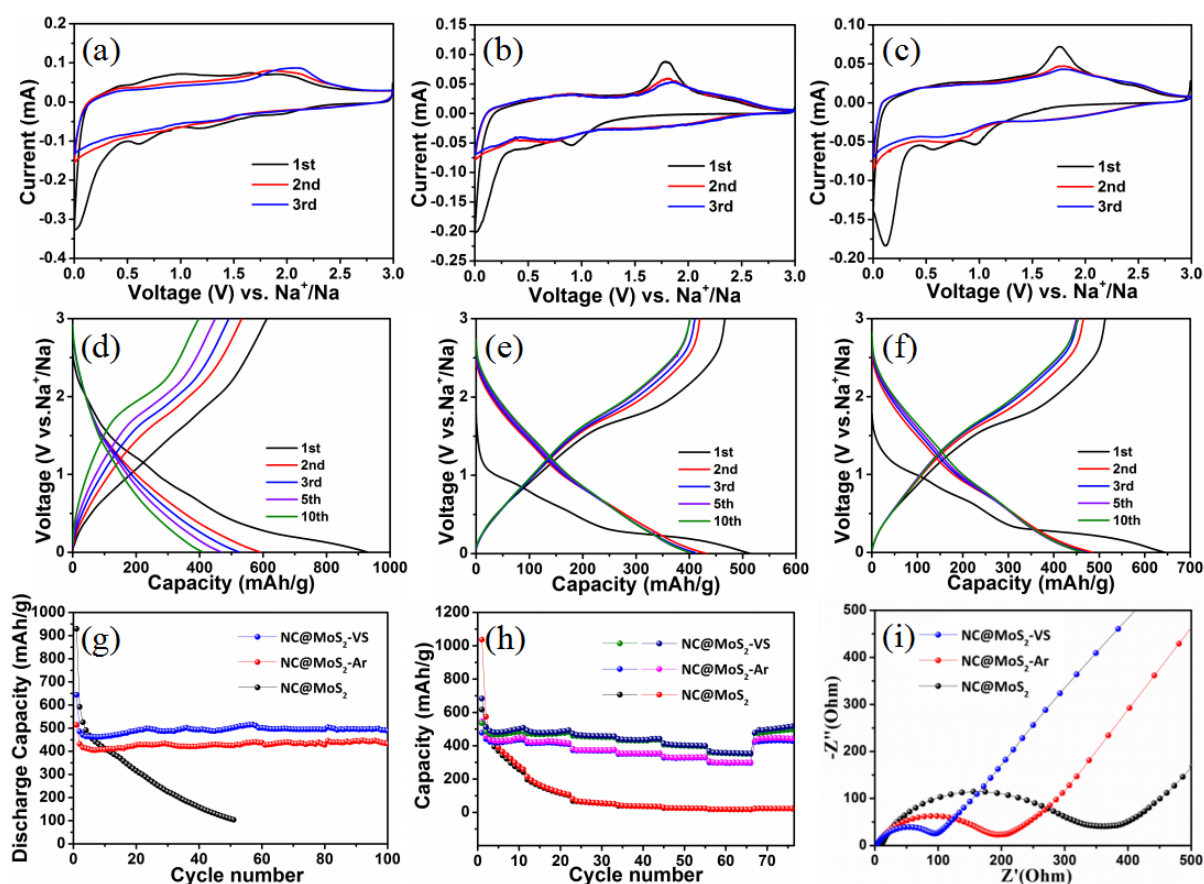 (a)
0.2
0.1
0.0
-0.1
-0.2
-0.3
-0.4
Current (mA)
1st
2nd
3rd
0.0 0.5 1.0 1.5 2.0 3.0
Voltage (V) vs. Na⁺/Na
(b)
0.15
0.10
0.05
0.00
-0.05
-0.10
-0.15
-0.20
-0.25
Current (mA)
1st
2nd
3rd
0.0 0.5 1.0 1.5 2.0 3.0
Voltage (V) vs. Na⁺/Na
(c)
0.10
0.05
0.00
-0.05
-0.10
-0.15
-0.20
Current (mA)
1st
2nd
3rd
0.0 0.5 1.0 1.5 2.0 3.0
Voltage (V) vs. Na⁺/Na
(d)
3
2
1
0
Voltage (V vs.Na⁺/Na)
1st
2nd
3rd
5th
10th
0 200 400 600 800 1000
Capacity (mAh/g)
(e)
3
2
1
0
Voltage (V vs.Na⁺/Na)
1st
2nd
3rd
5th
10th
0 100 200 300 400 500 600
Capacity (mAh/g)
(f)
3
2
1
0
Voltage (V vs.Na⁺/Na)
1st
2nd
3rd
5th
10th
0 100 200 300 400 500 600 700
Capacity (mAh/g)
(g)
1000
900
800
700
600
500
400
300
200
100
0
Discharge Capacity (mAh/g)
NC@MoS₂-VS
NC@MoS₂-Ar
NC@MoS₂
0 20 40 60 80 100
Cycle number
(h)
1200
1000
800
600
400
200
0
Capacity (mAh/g)
NC@MoS₂-VS
NC@MoS₂-Ar
NC@MoS₂
0 10 20 30 40 50 60 70
Cycle number
(i)
500
400
300
200
100
0
-Z''(Ohm)
NC@MoS₂-VS
NC@MoS₂-Ar
NC@MoS₂
0 100 200 300 400 500
Z'(Ohm)